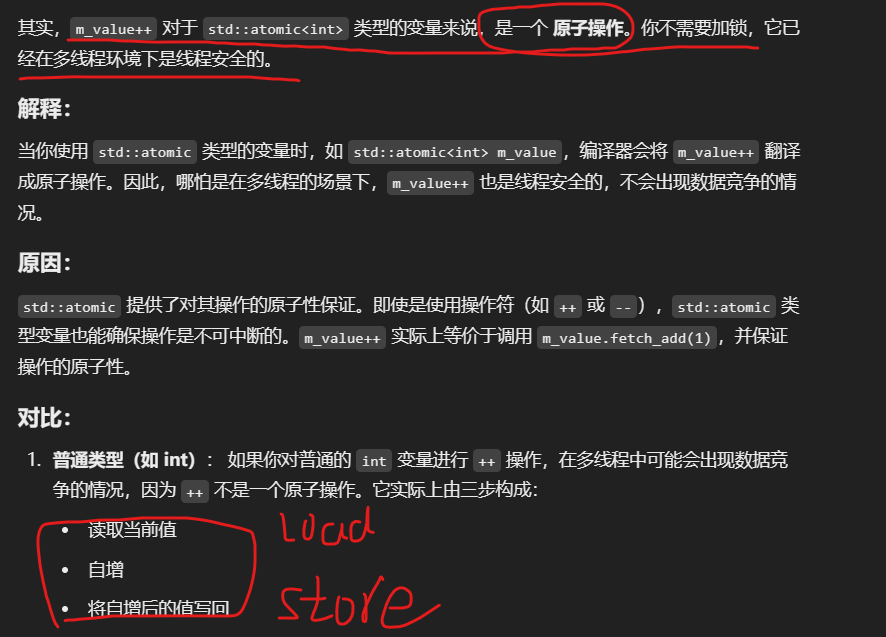 其实，m_value++ 对于 std::atomic<int> 类型的变量来说，是一个 原子操作。你不需要加锁，它已
经在多线程环境下是线程安全的。
解释：
当你使用 std::atomic 类型的变量时，如 std::atomic<int> m_value，编译器会将 m_value++ 翻译
成原子操作。因此，哪怕是在多线程的场景下，m_value++ 也是线程安全的，不会出现数据竞争的情
况。
原因：
std::atomic 提供了对其操作的原子性保证。即使是使用操作符（如 ++ 或 --），std::atomic 类
型变量也能确保操作是不可中断的。m_value++ 实际上等价于调用 m_value.fetch_add(1)，并保证
操作的原子性。
对比：
1. 普通类型（如 int）： 如果你对普通的 int 变量进行 ++ 操作，在多线程中可能会出现数据竞
争的情况，因为 ++ 不是一个原子操作。它实际上由三步构成：
• 读取当前值 Load
• 自增
• 将自增后的值写回 store